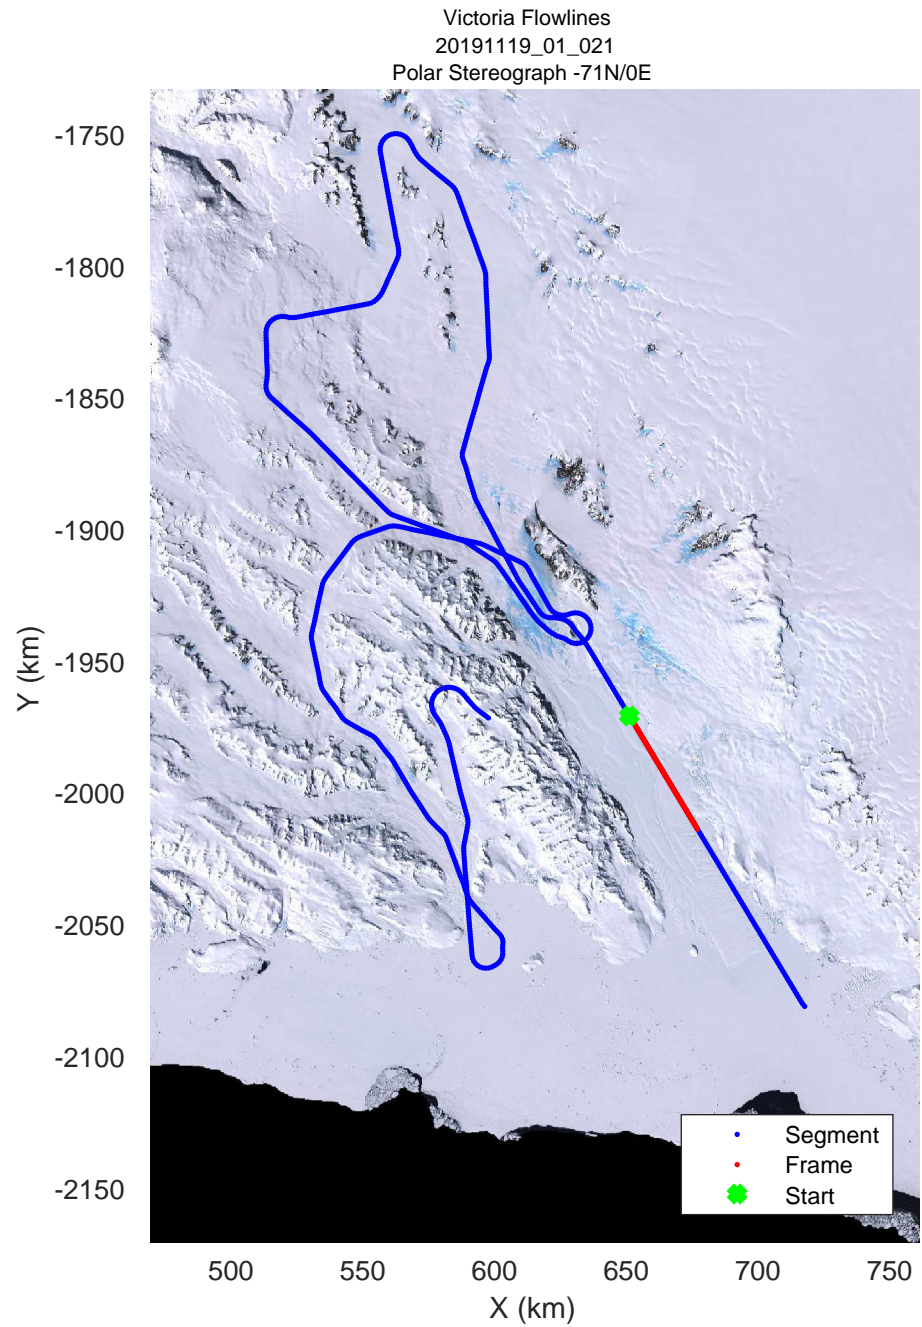 Victoria Flowlines
20191119_01_021
Polar Stereograph -71N/0E
-1750
-1800
-1850
-1900
-1950
-2000
-2050
-2100
-2150
Y (km)
Segment
Frame
Start
500
550
600
650
700
750
X (km)